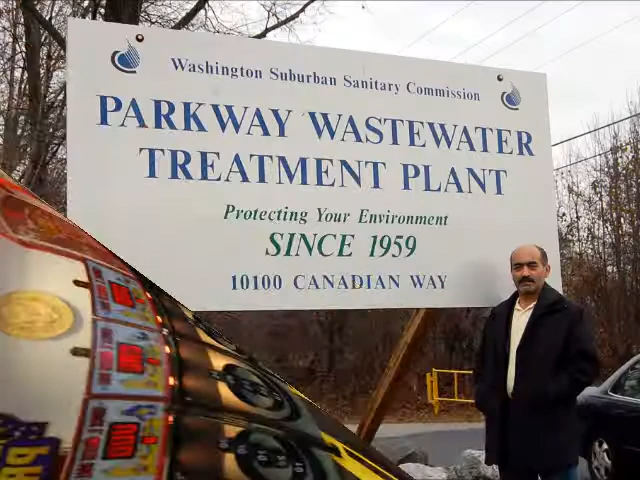 Washington Suburban Sanitary Commission
PARKWAY WASTEWATER
TREATMENT PLANT
Protecting Your Environment
SINCE 1959
10100 CANADIAN WAY